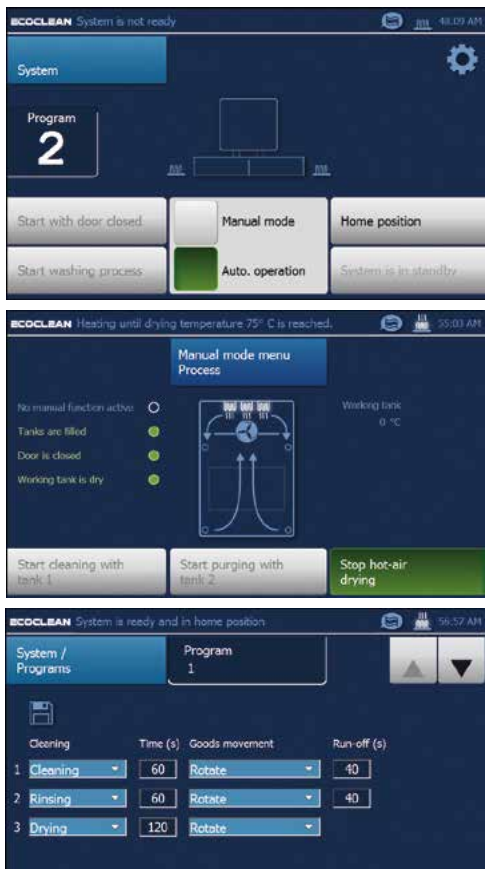 ECOCLEAN System is not ready 48:09 AM
System
Program
2
Start with door closed
Manual mode
Home position
Start washing process
Auto. operation
System is in standby
ECOCLEAN Heating until drying temperature 75° C is reached. 55:03 AM
Manual mode menu
Process
No manual function active
Tanks are filled
Door is closed
Working tank is dry
Working tank
0 °C
Start cleaning with
tank 1
Start purging with
tank 2
Stop hot-air
drying
ECOCLEAN System is ready and in home position 56:57 AM
System /
Programs
Program
1
Cleaning Time (s) Goods movement Run-off (s)
1 Cleaning 60 Rotate 40
2 Rinsing 60 Rotate 40
3 Drying 120 Rotate